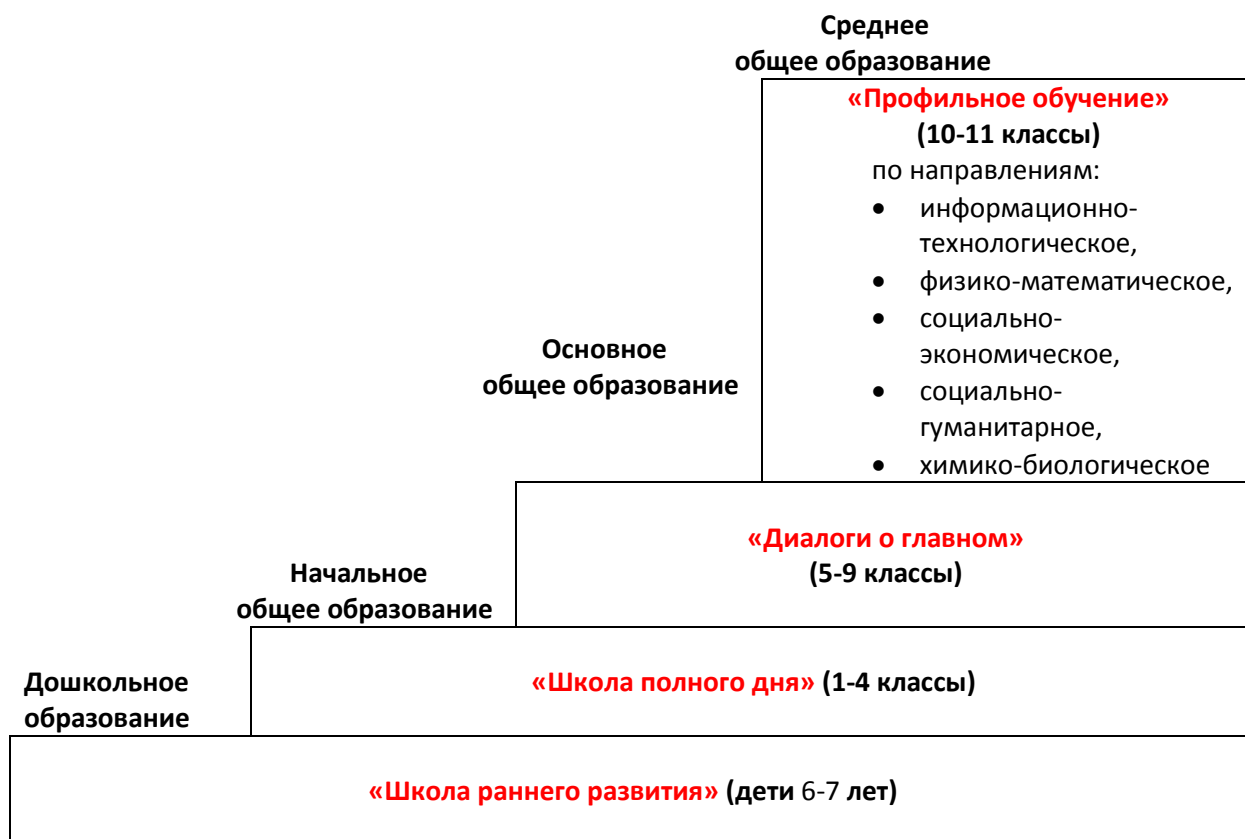 Среднее
общее образование
«Профильное обучение»
(10-11 классы)
по направлениям:
• информационно-
технологическое,
• физико-математическое,
• социально-
экономическое,
• социально-
гуманитарное,
• химико-биологическое
Основное
общее образование
«Диалоги о главном»
(5-9 классы)
Начальное
общее образование
«Школа полного дня» (1-4 классы)
Дошкольное
образование
«Школа раннего развития» (дети 6-7 лет)